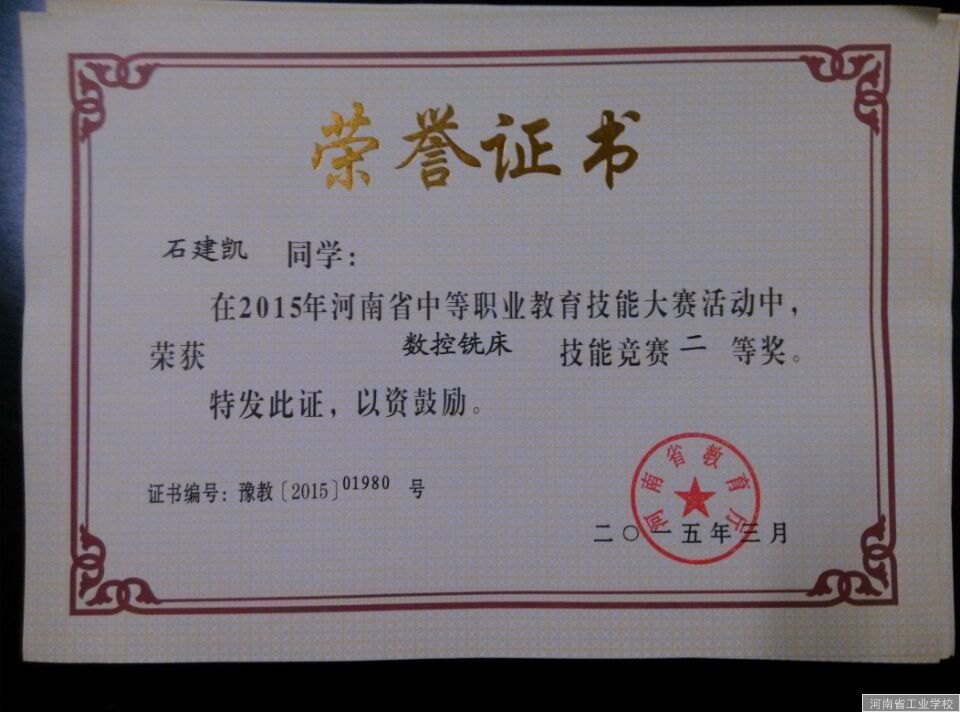 荣誉证书
石建凯 同学：
在2015年河南省中等职业教育技能大赛活动中，
荣获 数控铣床 技能竞赛 二 等奖。
特发此证，以资鼓励。
证书编号：豫教〔2015〕01980 号
河南省教育厅
二〇一五年三月
河南省工业学校